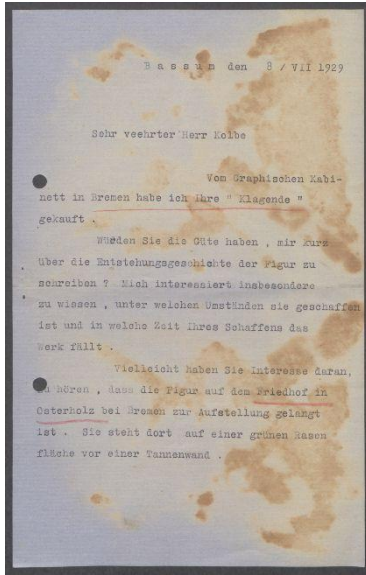 Bassum den 8/VII 1929
Sehr veehrter Herr Kolbe
Vom Graphischen Kabi-
nett in Bremen habe ich Ihre " Klagende "
gekauft .
Würden Sie die Güte haben , mir kurz
über die Entstehungsgeschichte der Figur zu
schreiben ? Mich interessiert insbesondere
zu wissen , unter welchen Umständen sie geschaffen
ist und in welche Zeit Ihres Schaffens das
Werk fällt .
Vielleicht haben Sie Interesse daran,
zu hören , dass die Figur auf dem Friedhof in
Osterholz bei Bremen zur Aufstellung gelangt
ist . Sie steht dort auf einer grünen Rasen
fläche vor einer Tannenwand .